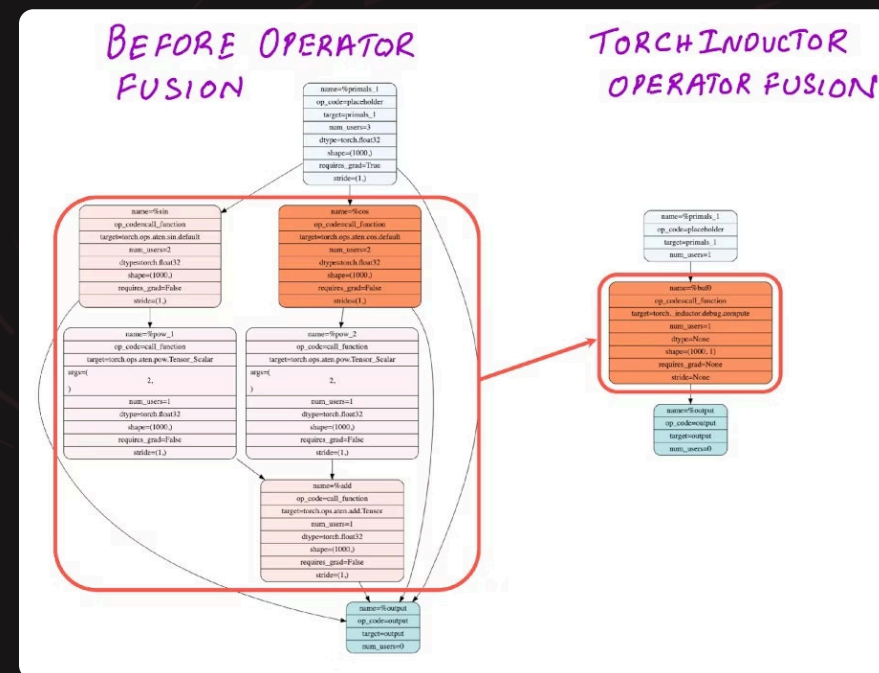 BEFORE OPERATOR
FUSION
name=%primals_1
op_code=placeholder
target=primals_1
num_users=3
dtype=torch.float32
shape=(1000,)
requires_grad=True
stride=(1,)
name=%sin
op_code=call_function
target=torch.ops.aten.sin.default
num_users=2
dtype=torch.float32
shape=(1000,)
requires_grad=False
stride=(1,)
name=%cos
op_code=call_function
target=torch.ops.aten.cos.default
num_users=2
dtype=torch.float32
shape=(1000,)
requires_grad=False
stride=(1,)
name=%pow_1
op_code=call_function
target=torch.ops.aten.pow.Tensor_Scalar
args=(
2,
)
num_users=1
dtype=torch.float32
shape=(1000,)
requires_grad=False
stride=(1,)
name=%pow_2
op_code=call_function
target=torch.ops.aten.pow.Tensor_Scalar
args=(
2,
)
num_users=1
dtype=torch.float32
shape=(1000,)
requires_grad=False
stride=(1,)
name=%add
op_code=call_function
target=torch.ops.aten.add.Tensor
num_users=1
dtype=torch.float32
shape=(1000,)
requires_grad=False
stride=(1,)
name=%output
op_code=output
target=output
num_users=0
TORCHINDUCTOR
OPERATOR FUSION
name=%primals_1
op_code=placeholder
target=primals_1
num_users=1
name=%buf0
op_code=call_function
target=torch._inductor.debug.compute
num_users=1
dtype=None
shape=(1000, 1)
requires_grad=None
stride=None
name=%output
op_code=output
target=output
num_users=0